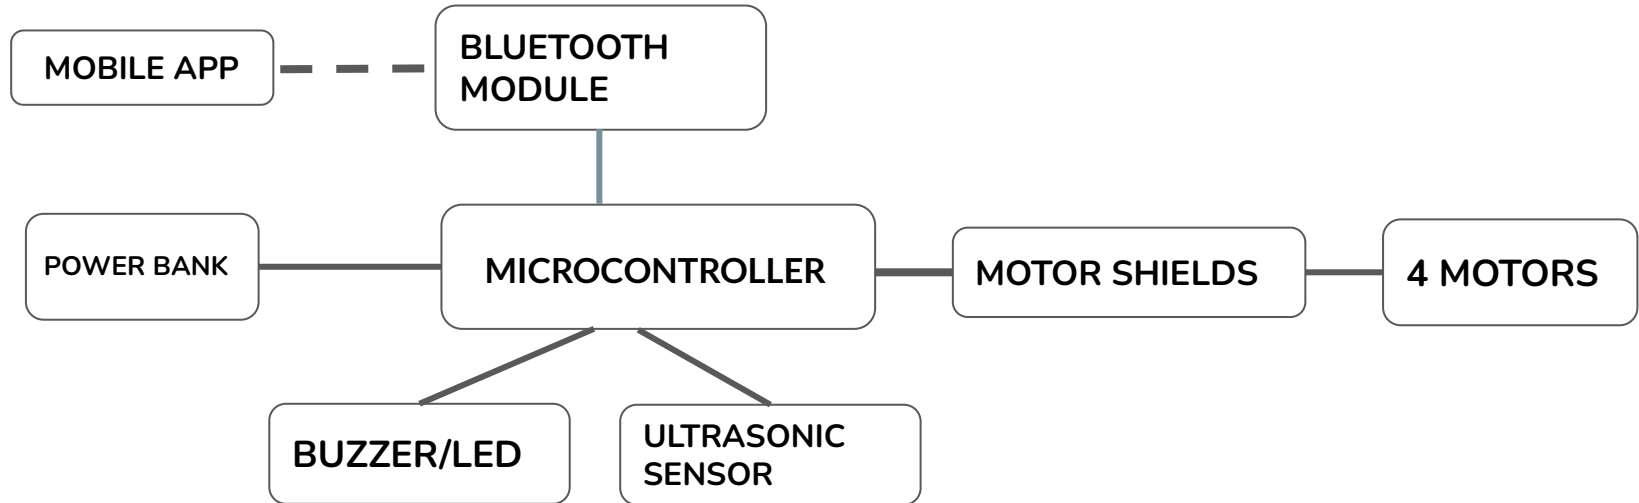 MOBILE APP
BLUETOOTH
MODULE
POWER BANK
MICROCONTROLLER
MOTOR SHIELDS
4 MOTORS
BUZZER/LED
ULTRASONIC
SENSOR